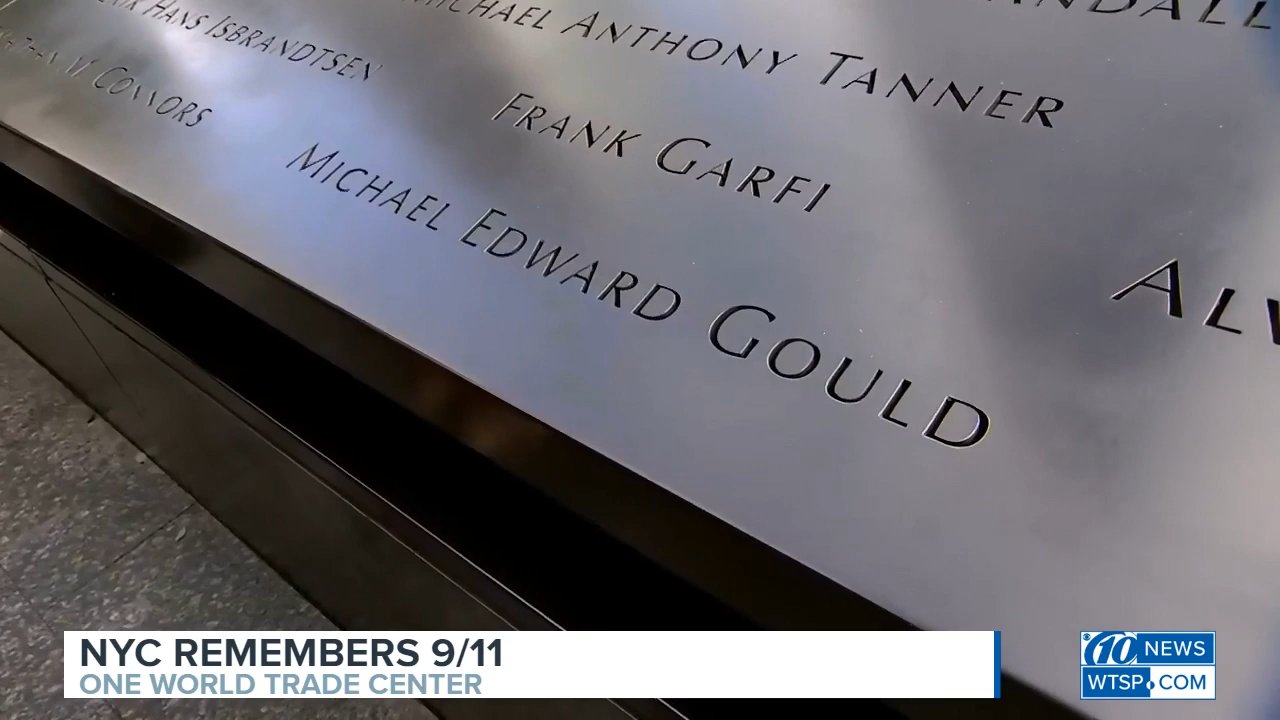 HANS ISBRANDTSEN
MICHAEL ANTHONY TANNER
CONNORS
FRANK GARFI
MICHAEL EDWARD GOULD
NYC REMEMBERS 9/11
ONE WORLD TRADE CENTER
10 NEWS
WTSP.COM